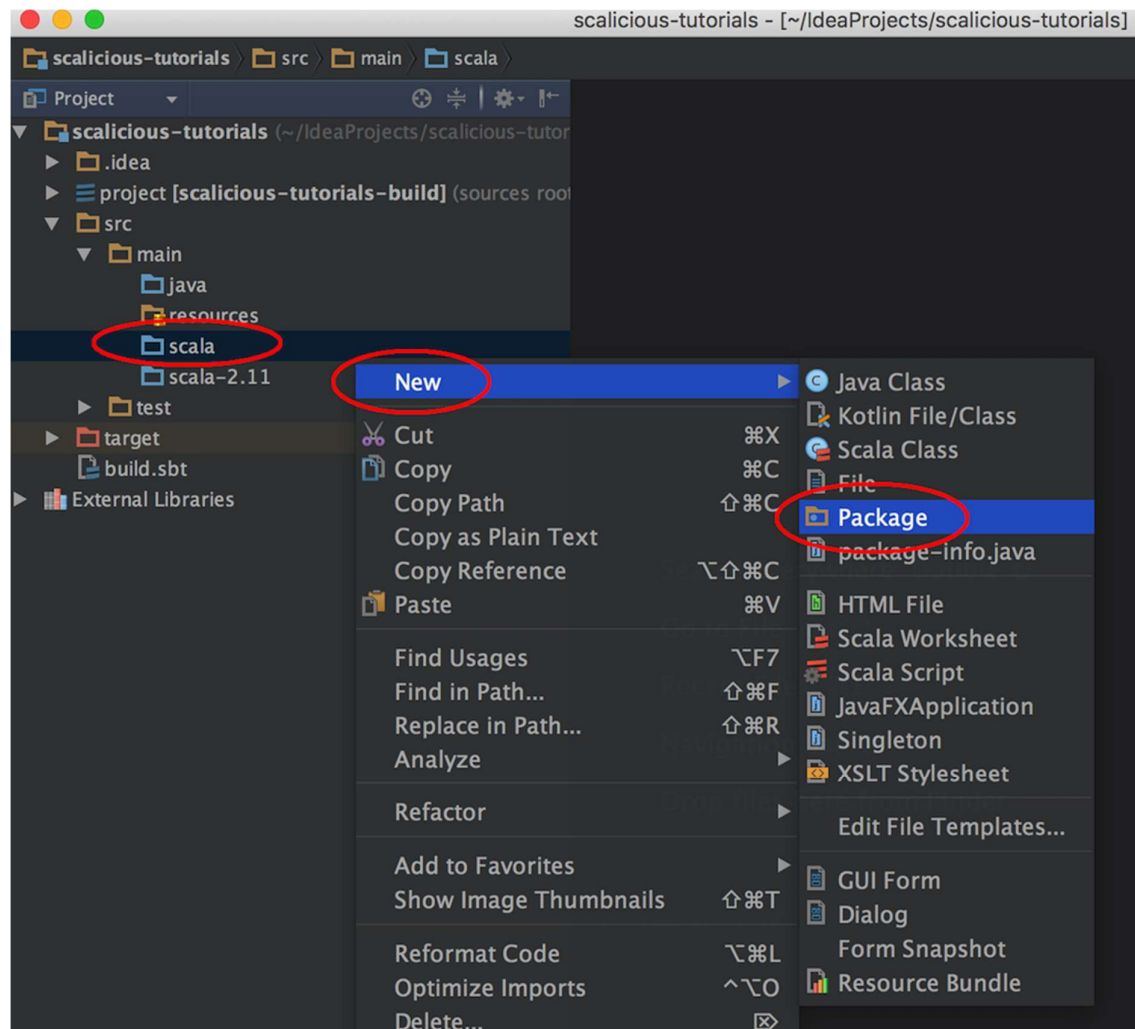 scalicious-tutorials - [~/IdeaProjects/scalicious-tutorials]
scalicious-tutorials src main scala
Project
scalicious-tutorials (~/IdeaProjects/scalicious-tutor
.idea
project [scalicious-tutorials-build] (sources root
src
main
java
resources
scala
scala-2.11
test
target
build.sbt
External Libraries
New
Cut ⌘X
Copy ⌘C
Copy Path ⇧⌘C
Copy as Plain Text
Copy Reference ⌥⇧⌘C
Paste ⌘V
Find Usages ⌥F7
Find in Path... ⇧⌘F
Replace in Path... ⇧⌘R
Analyze
Refactor
Add to Favorites
Show Image Thumbnails ⇧⌘T
Reformat Code ⌥⌘L
Optimize Imports ^⌥O
Delete... ⌦
Java Class
Kotlin File/Class
Scala Class
File
Package
package-info.java
HTML File
Scala Worksheet
Scala Script
JavaFXApplication
Singleton
XSLT Stylesheet
Edit File Templates...
GUI Form
Dialog
Form Snapshot
Resource Bundle